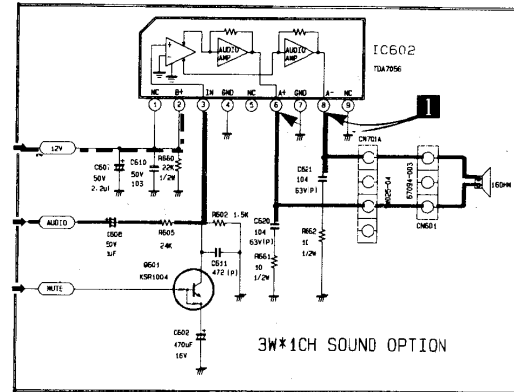 IC602
TDA7056
AUDIO AMP
AUDIO AMP
NC B+ IN GND NC A+ GND A- NC
1 2 3 4 5 6 7 8 9
1
12V
C607
50V
2.2uF
C610
50V
103
R660
22K
1/2W
CN701A
C621
104
63V(P)
67094-003
16OHM
CN601
AUDIO
C608
50V
1uF
R605
24K
R602 1.5K
C611
472(P)
C620
104
63V(P)
R661
10
1/2W
R662
10
1/2W
MUTE
Q601
KSR1004
C602
470uF
16V
3W*1CH SOUND OPTION